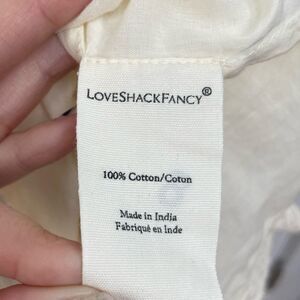 LOVESHACKFANCY®
100% Cotton/Coton
Made in India
Fabriqué en Inde